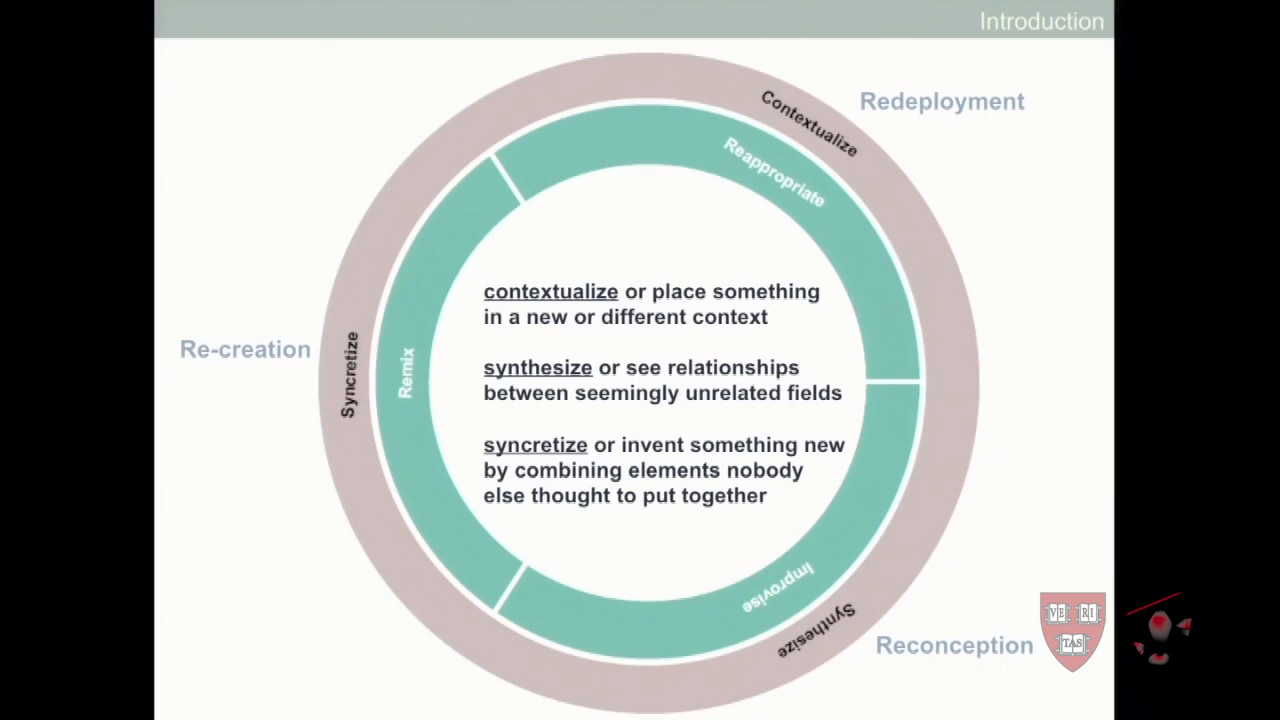 Introduction
Redeployment
Contextualize
Reappropriate
contextualize or place something
in a new or different context
Re-creation
Syncretize
Remix
synthesize or see relationships
between seemingly unrelated fields
syncretize or invent something new
by combining elements nobody
else thought to put together
Improvise
Synthesize
Reconception
VE RI
TAS